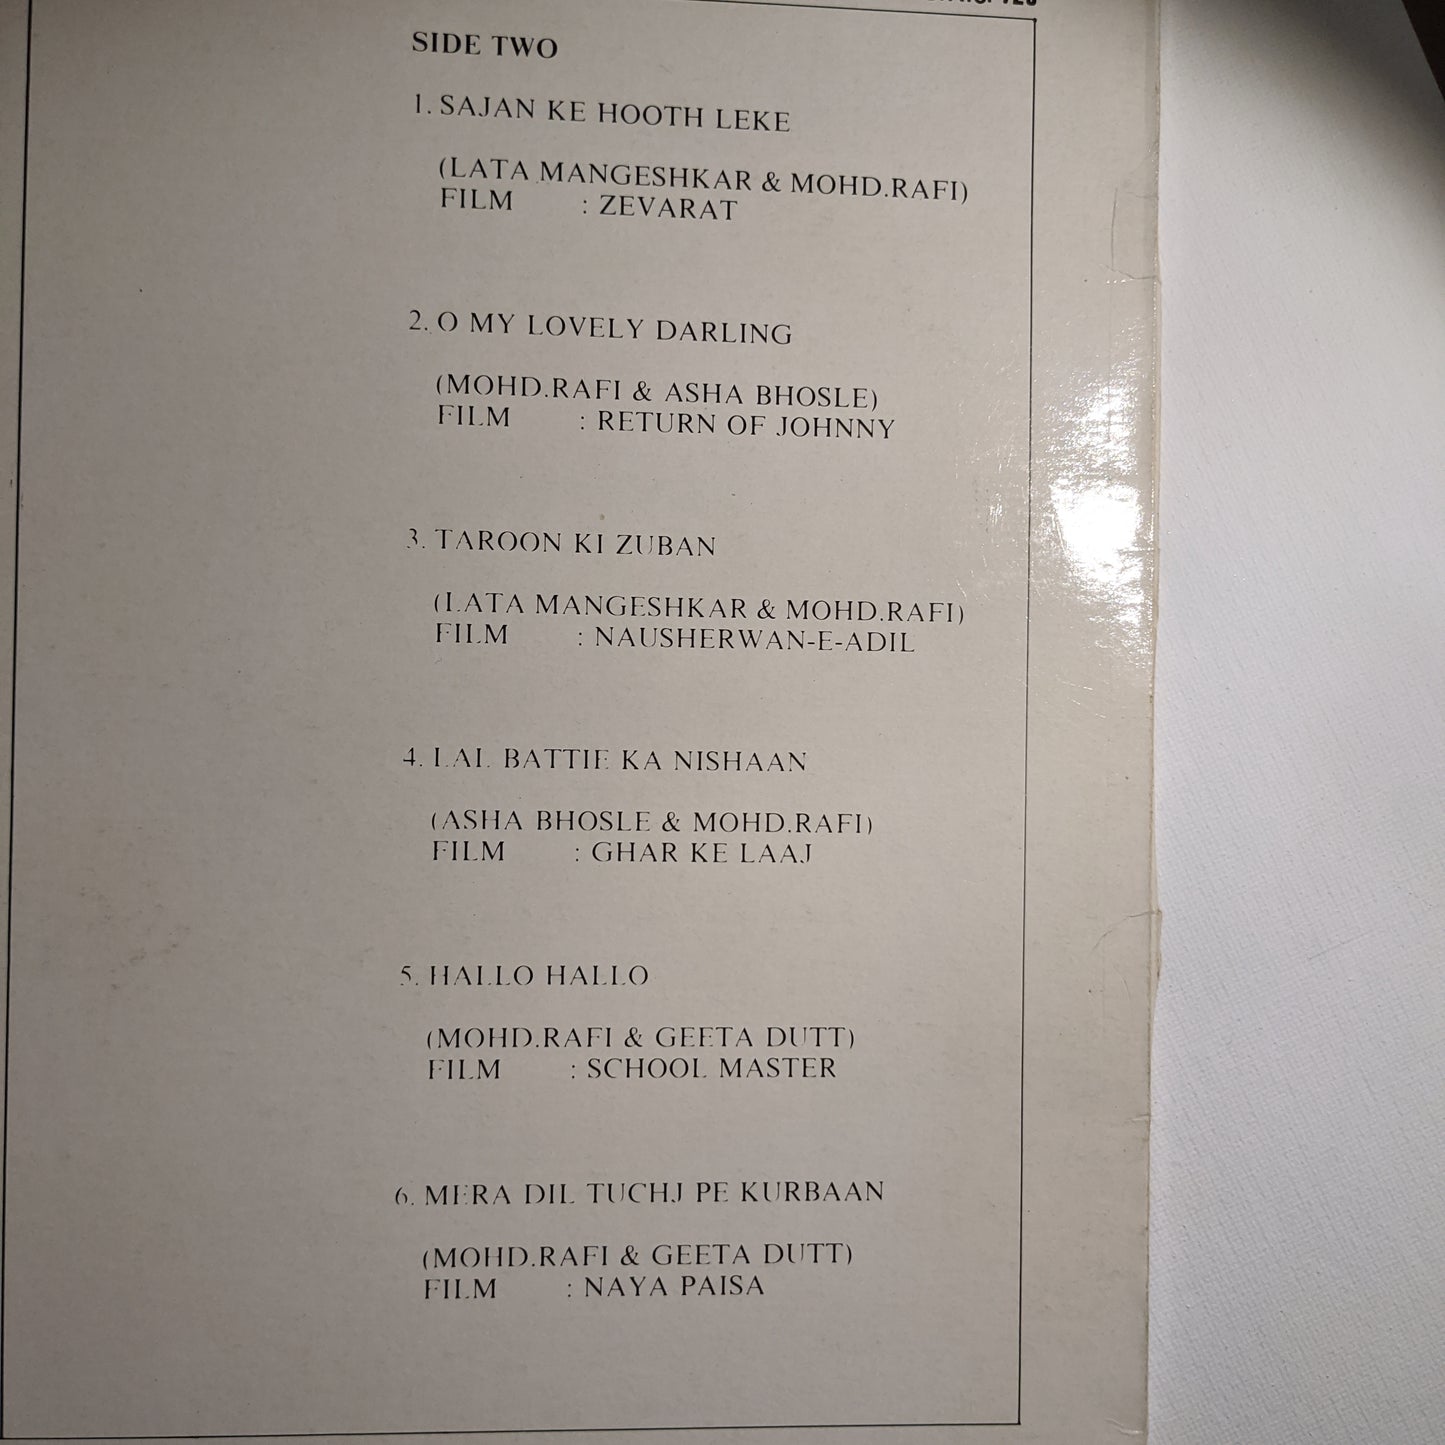 SIDE TWO
1. SAJAN KE HOOTH LEKE
(LATA MANGESHKAR & MOHD.RAFI)
FILM : ZEVARAT
2. O MY LOVELY DARLING
(MOHD.RAFI & ASHA BHOSLE)
FILM : RETURN OF JOHNNY
3. TAROON KI ZUBAN
(LATA MANGESHKAR & MOHD.RAFI)
FILM : NAUSHERWAN-E-ADIL
4. LAL BATTIE KA NISHAAN
(ASHA BHOSLE & MOHD.RAFI)
FILM : GHAR KE LAAJ
5. HALLO HALLO
(MOHD.RAFI & GEETA DUTT)
FILM : SCHOOL MASTER
6. MERA DIL TUCHJ PE KURBAAN
(MOHD.RAFI & GEETA DUTT)
FILM : NAYA PAISA